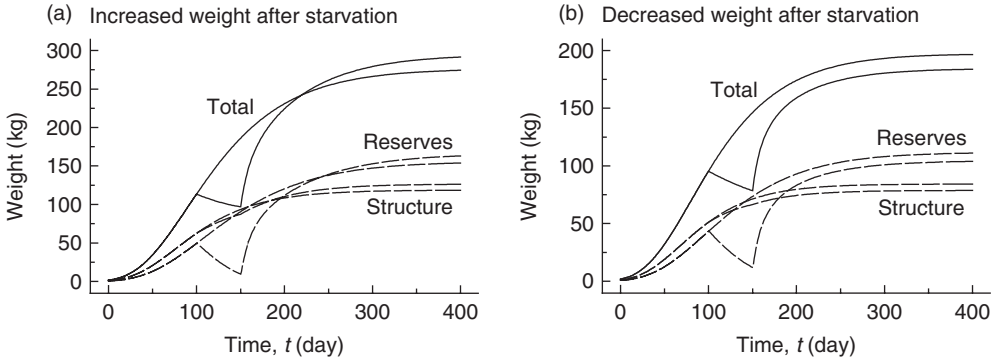 (a) Increased weight after starvation
300
250
200
150
100
50
0
Weight (kg)
Total
Reserves
Structure
0 100 200 300 400
Time, t (day)
(b) Decreased weight after starvation
200
150
100
50
0
Weight (kg)
Total
Reserves
Structure
0 100 200 300 400
Time, t (day)